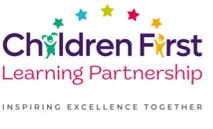 Children First
Learning Partnership
INSPIRING EXCELLENCE TOGETHER